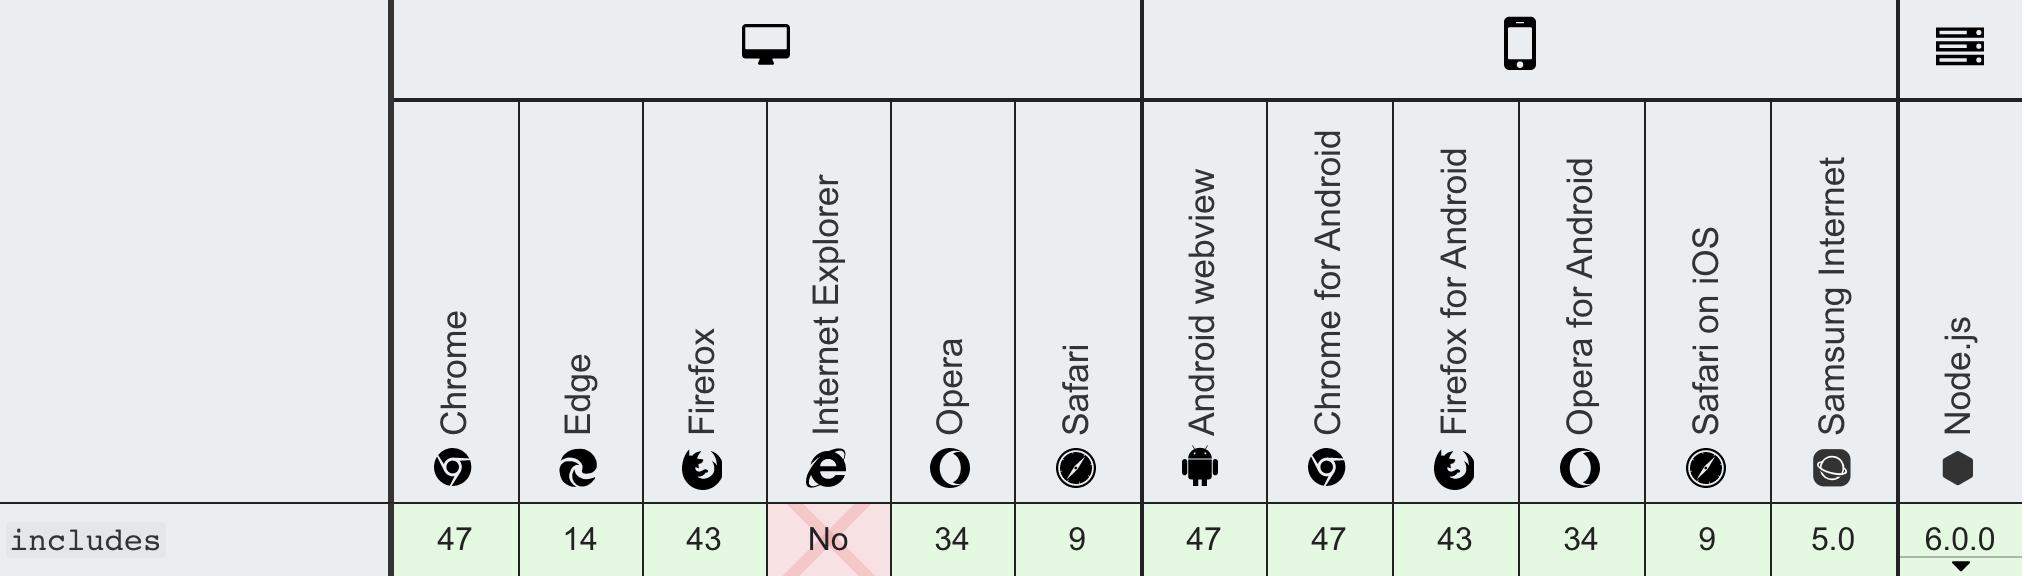 Chrome
Edge
Firefox
Internet Explorer
Opera
Safari
Android webview
Chrome for Android
Firefox for Android
Opera for Android
Safari on iOS
Samsung Internet
Node.js
includes 47 14 43 No 34 9 47 47 43 34 9 5.0 6.0.0